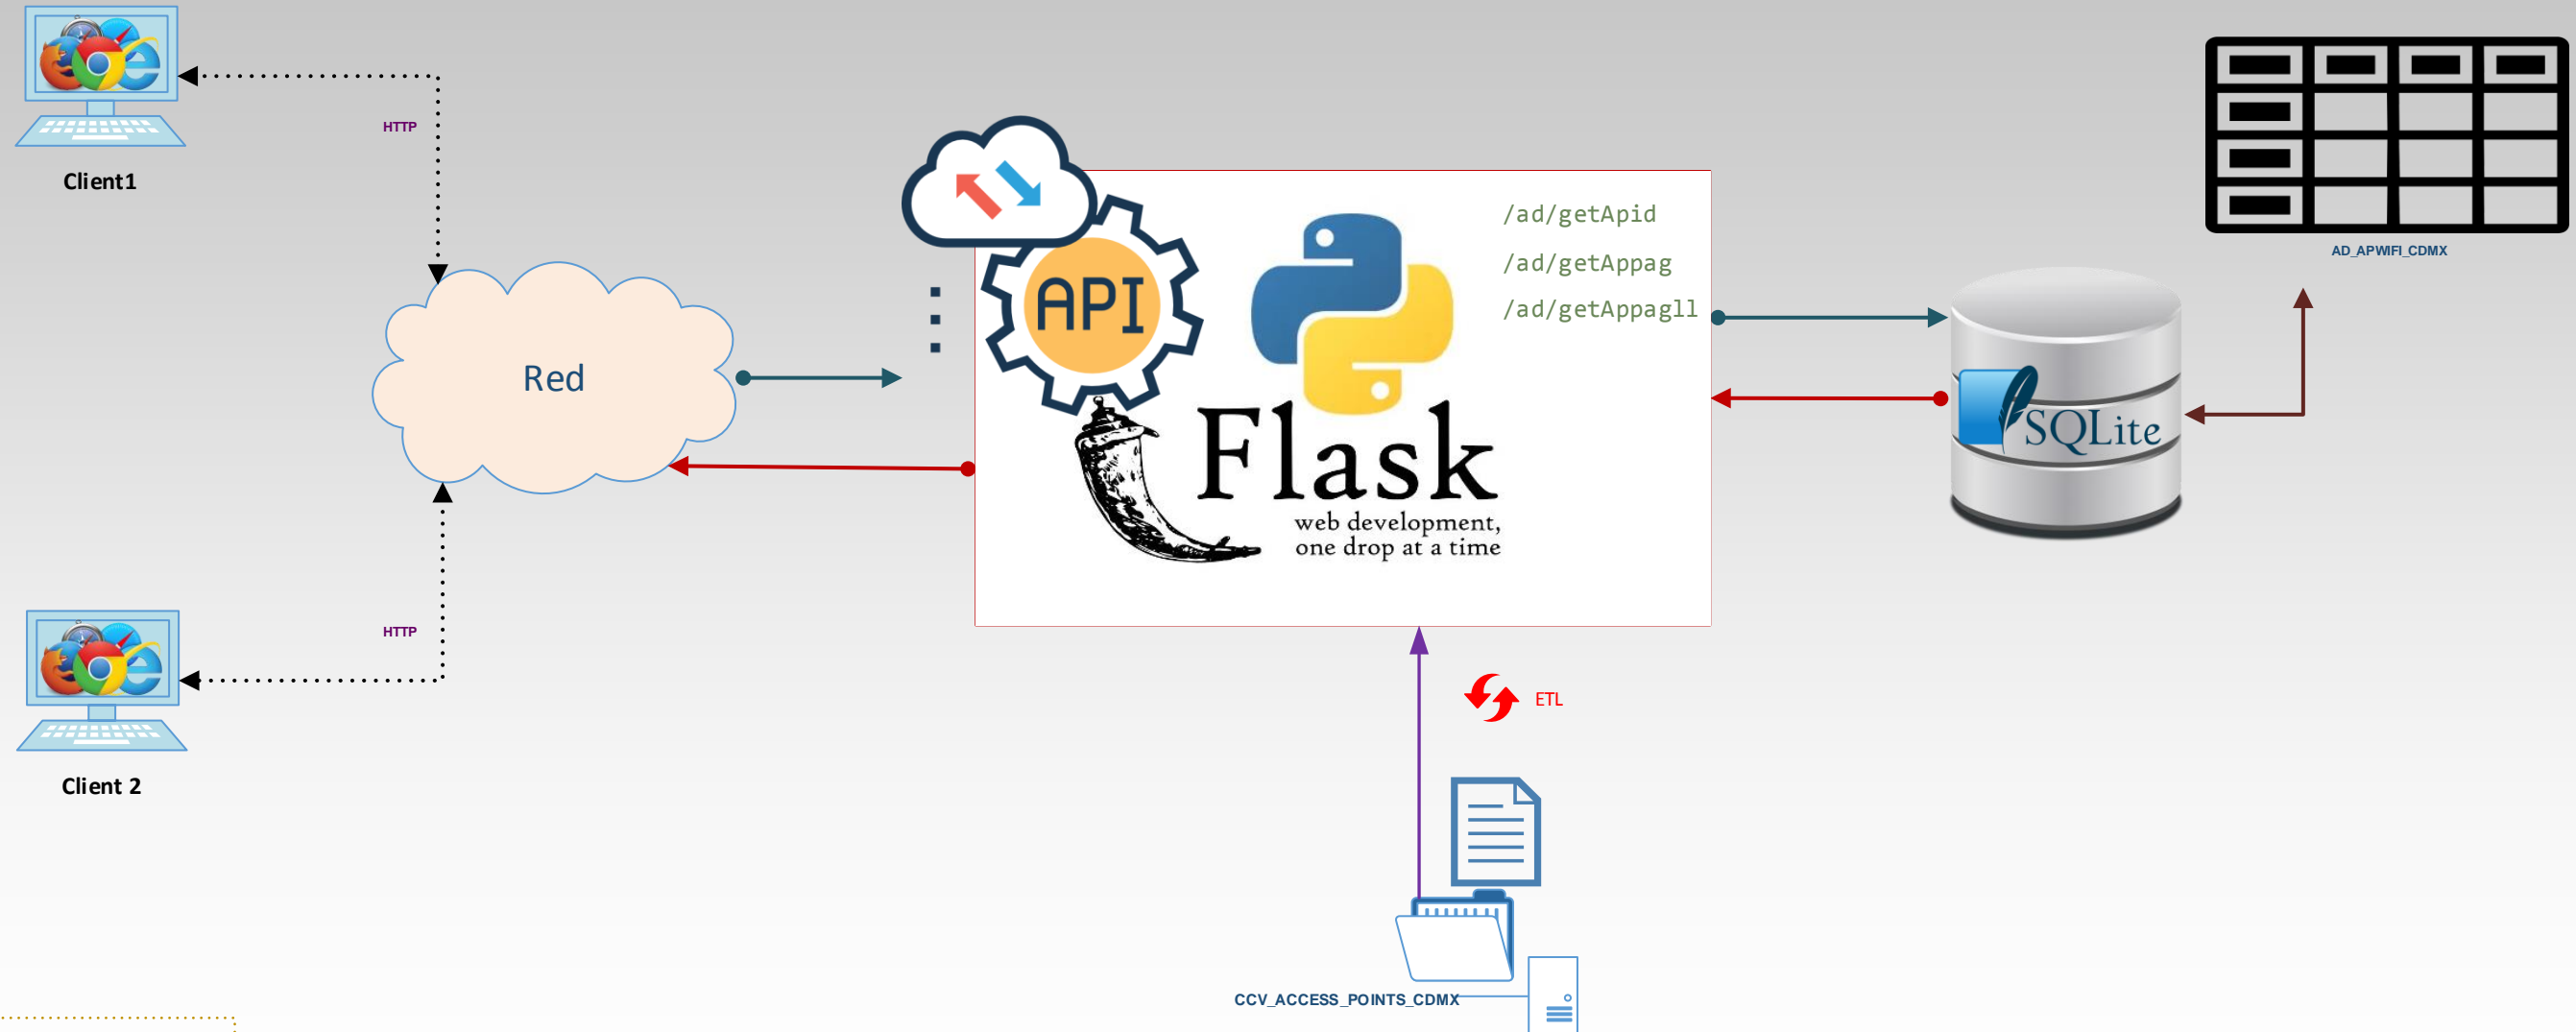 Client1
HTTP
Red
HTTP
Client 2
API
/ad/getApid
/ad/getAppag
/ad/getAppagll
Flask
web development,
one drop at a time
ETL
CCV_ACCESS_POINTS_CDMX
SQLite
AD_APWIFI_CDMX